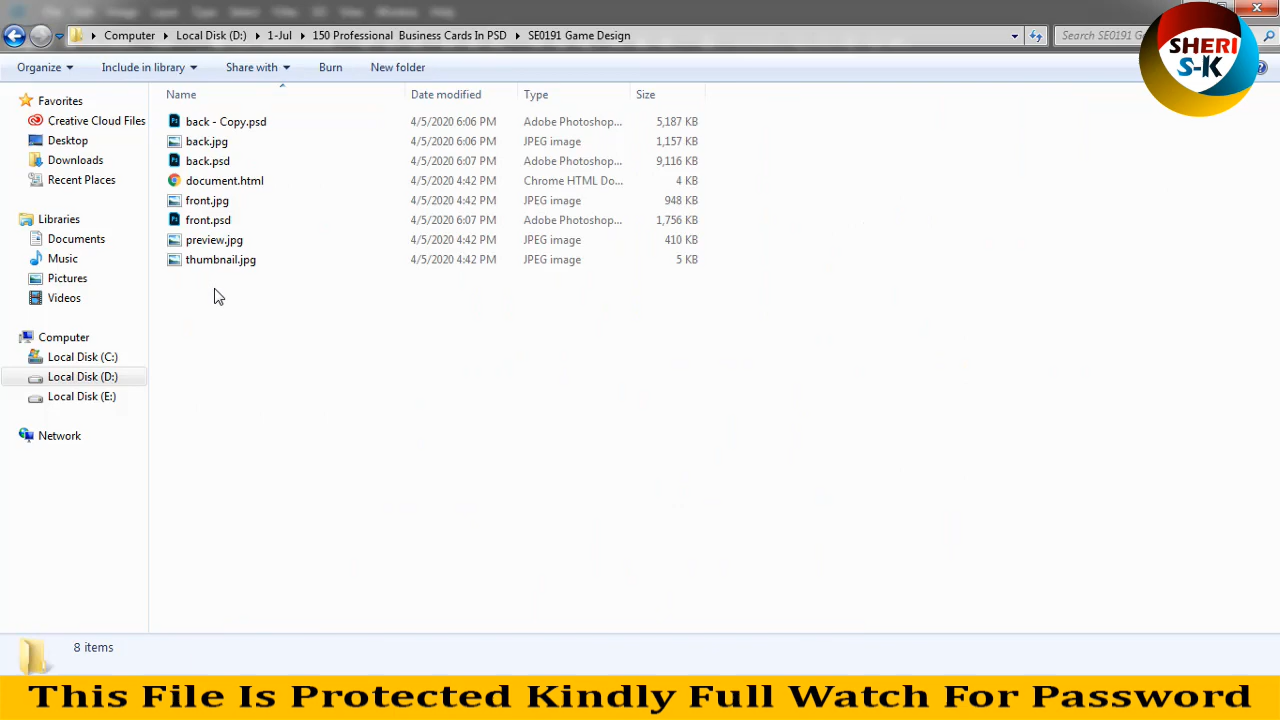 Computer Local Disk (D:) 1-Jul 150 Professional Business Cards In PSD SE0191 Game Design
Search SE0191 G
SHERI
S-K
Organize Include in library Share with Burn New folder
Name Date modified Type Size
Favorites
Creative Cloud Files
Desktop
Downloads
Recent Places
Libraries
Documents
Music
Pictures
Videos
Computer
Local Disk (C:)
Local Disk (D:)
Local Disk (E:)
Network
back - Copy.psd 4/5/2020 6:06 PM Adobe Photoshop... 5,187 KB
back.jpg 4/5/2020 6:06 PM JPEG image 1,157 KB
back.psd 4/5/2020 6:07 PM Adobe Photoshop... 9,116 KB
document.html 4/5/2020 4:42 PM Chrome HTML Do... 4 KB
front.jpg 4/5/2020 4:42 PM JPEG image 948 KB
front.psd 4/5/2020 6:07 PM Adobe Photoshop... 1,756 KB
preview.jpg 4/5/2020 4:42 PM JPEG image 410 KB
thumbnail.jpg 4/5/2020 4:42 PM JPEG image 5 KB
8 items
This File Is Protected Kindly Full Watch For Password